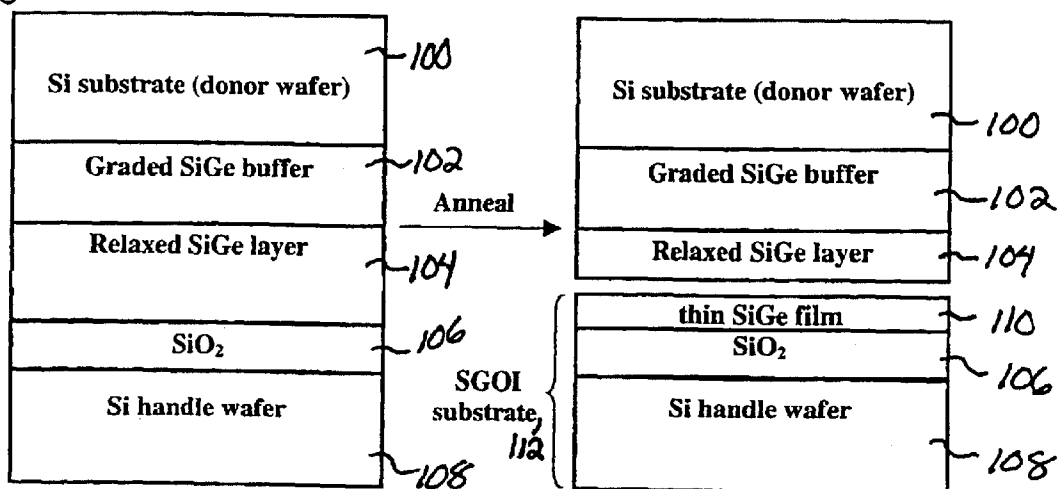 Si substrate (donor wafer)
100
Graded SiGe buffer
102
Relaxed SiGe layer
104
SiO₂
106
Si handle wafer
108
Anneal
Si substrate (donor wafer)
100
Graded SiGe buffer
102
Relaxed SiGe layer
104
thin SiGe film
110
SiO₂
106
Si handle wafer
108
SGOI
substrate,
112